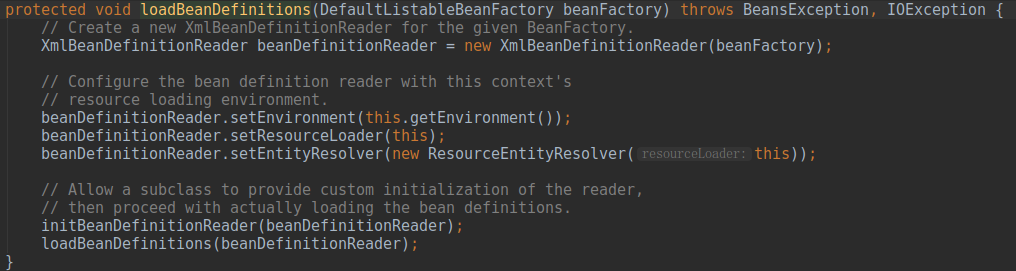 protected void loadBeanDefinitions(DefaultListableBeanFactory beanFactory) throws BeansException, IOException {
// Create a new XmlBeanDefinitionReader for the given BeanFactory.
XmlBeanDefinitionReader beanDefinitionReader = new XmlBeanDefinitionReader(beanFactory);
// Configure the bean definition reader with this context's
// resource loading environment.
beanDefinitionReader.setEnvironment(this.getEnvironment());
beanDefinitionReader.setResourceLoader(this);
beanDefinitionReader.setEntityResolver(new ResourceEntityResolver( resourceLoader: this));
// Allow a subclass to provide custom initialization of the reader,
// then proceed with actually loading the bean definitions.
initBeanDefinitionReader(beanDefinitionReader);
loadBeanDefinitions(beanDefinitionReader);
}